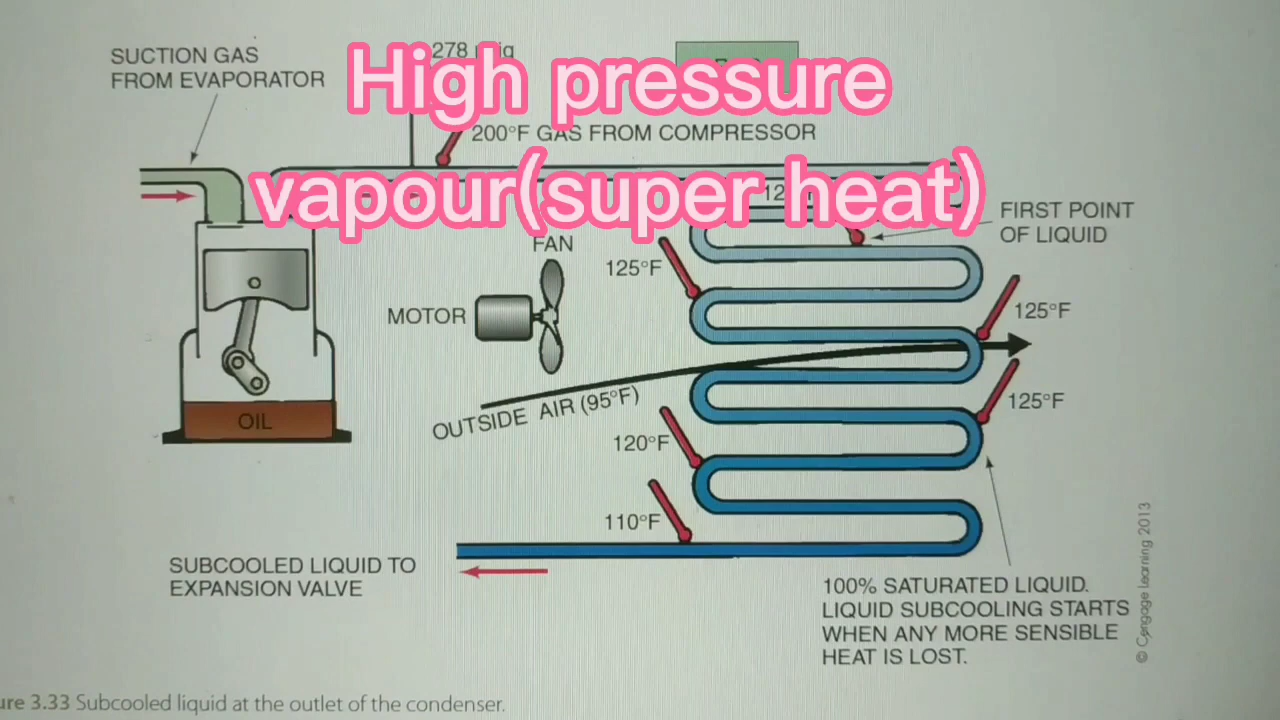 SUCTION GAS
FROM EVAPORATOR
278
High pressure
200°F GAS FROM COMPRESSOR
vapour(super heat)
FIRST POINT
OF LIQUID
FAN
125°F
MOTOR
125°F
OUTSIDE AIR (95°F)
125°F
OIL
120°F
110°F
SUBCOOLED LIQUID TO
EXPANSION VALVE
100% SATURATED LIQUID.
LIQUID SUBCOOLING STARTS
WHEN ANY MORE SENSIBLE
HEAT IS LOST.
© Cengage Learning 2013
3.33 Subcooled liquid at the outlet of the condenser.